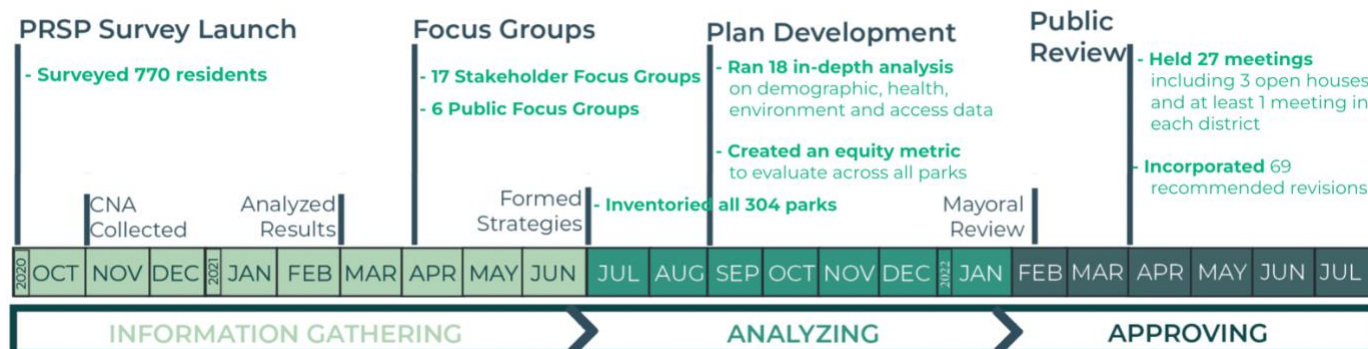 PRSP Survey Launch
- Surveyed 770 residents
Focus Groups
- 17 Stakeholder Focus Groups
- 6 Public Focus Groups
Plan Development
- Ran 18 in-depth analysis
on demographic, health,
environment and access data
- Created an equity metric
to evaluate across all parks
Public
Review
- Held 27 meetings
including 3 open houses
and at least 1 meeting in
each district
- Incorporated 69
recommended revisions
CNA
Collected
Analyzed
Results
Formed
Strategies
- Inventoried all 304 parks
Mayoral
Review
2020 OCT NOV DEC 2021 JAN FEB MAR APR MAY JUN JUL AUG SEP OCT NOV DEC 2022 JAN FEB MAR APR MAY JUN JUL
INFORMATION GATHERING ANALYZING APPROVING